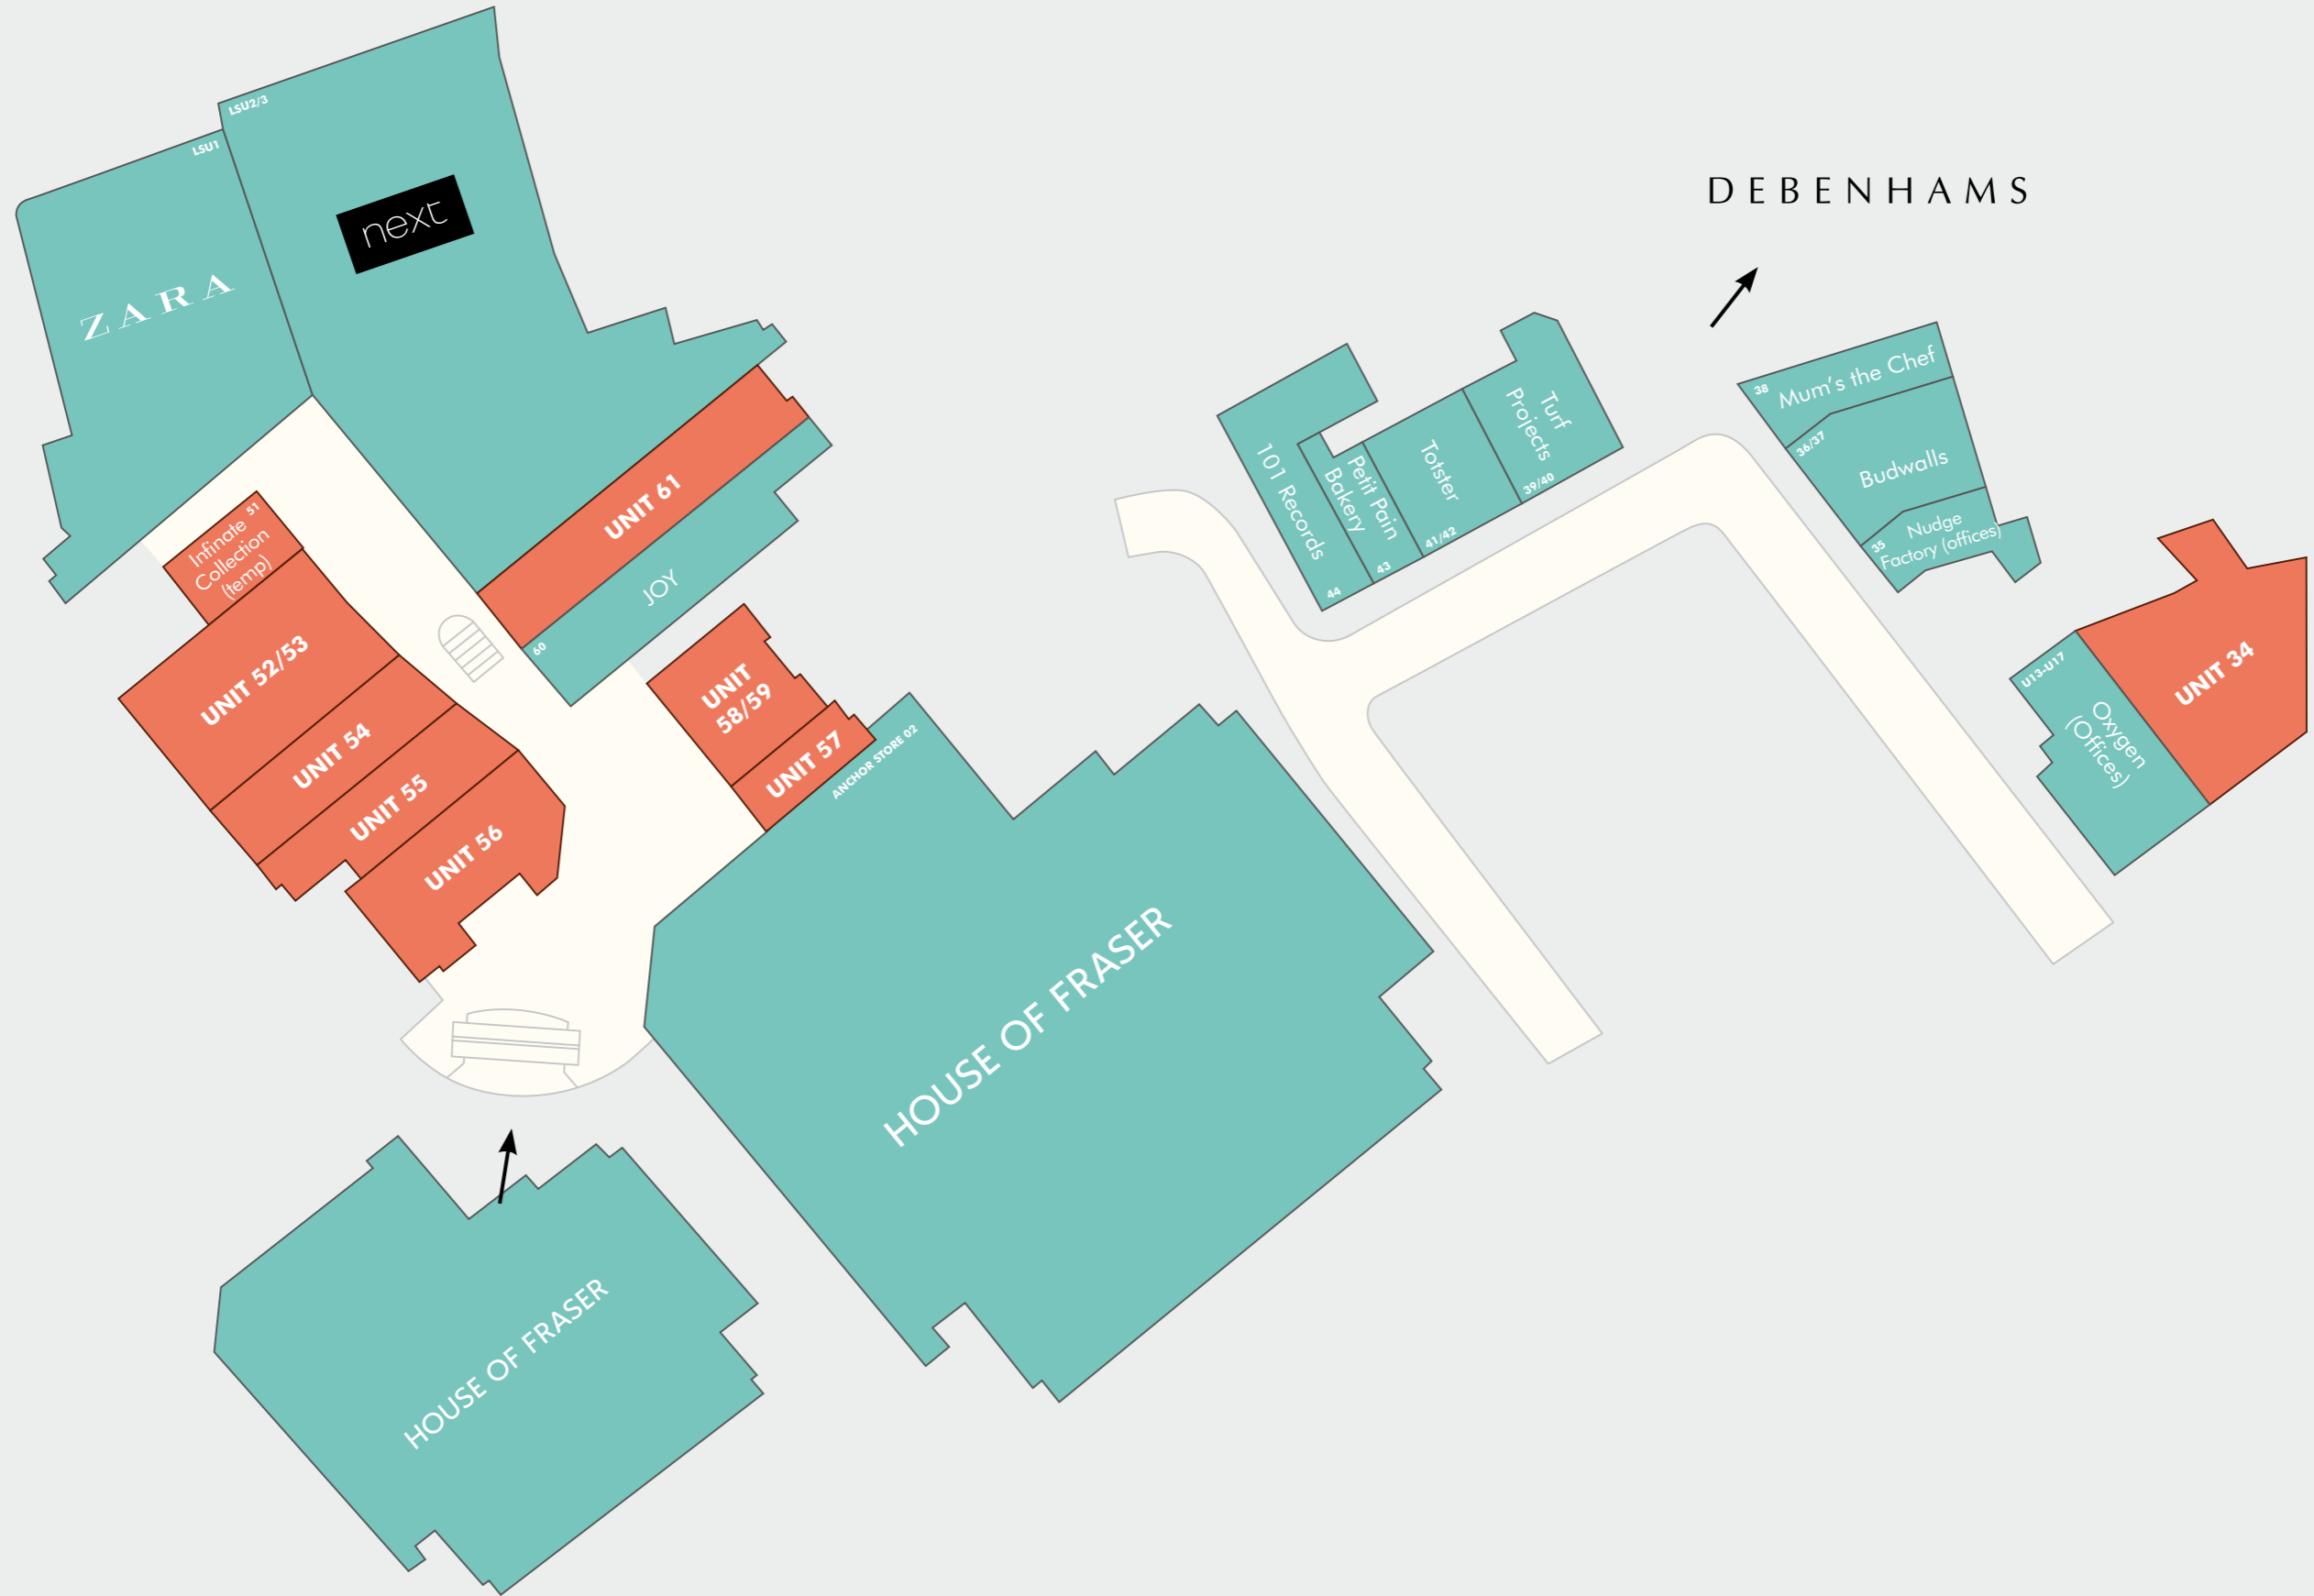 LSU2/3
LSU1
next
ZARA
DEBENHAMS
51
Infinate
Collection
(temp)
UNIT 52/53
UNIT 54
UNIT 55
UNIT 56
UNIT 61
JOY
60
UNIT
58/59
UNIT 57
ANCHOR STORE 02
HOUSE OF FRASER
HOUSE OF FRASER
101 Records
44
Petit Pain
Bakery
43
Totster
41/42
Turf
Projects
39/40
38
Mum's the Chef
36/37
Budwalls
35
Nudge
Factory (offices)
UNIT 34
U13-U17
Oxygen
(Offices)